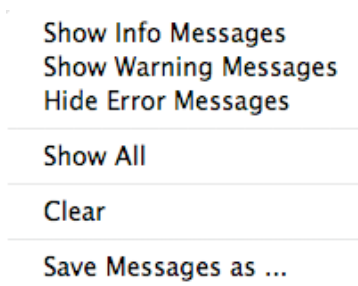 Show Info Messages
Show Warning Messages
Hide Error Messages
Show All
Clear
Save Messages as ...